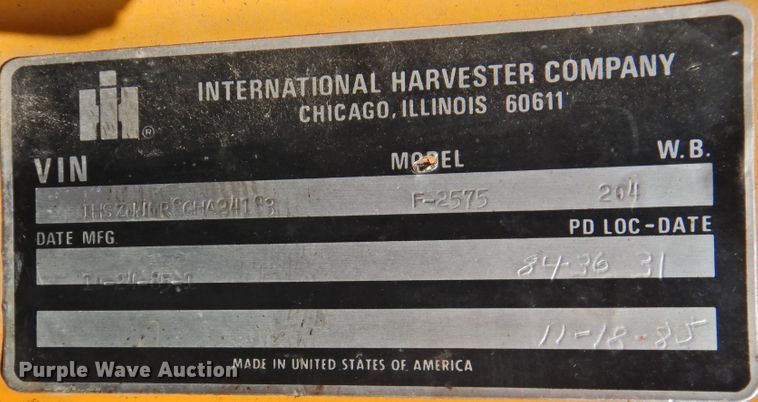 IH ®
INTERNATIONAL HARVESTER COMPANY
CHICAGO, ILLINOIS 60611
VIN MODEL W.B.
F-2575 204
DATE MFG PD LOC-DATE
84-36 31
11-18-85
MADE IN UNITED STATES OF AMERICA
Purple Wave Auction